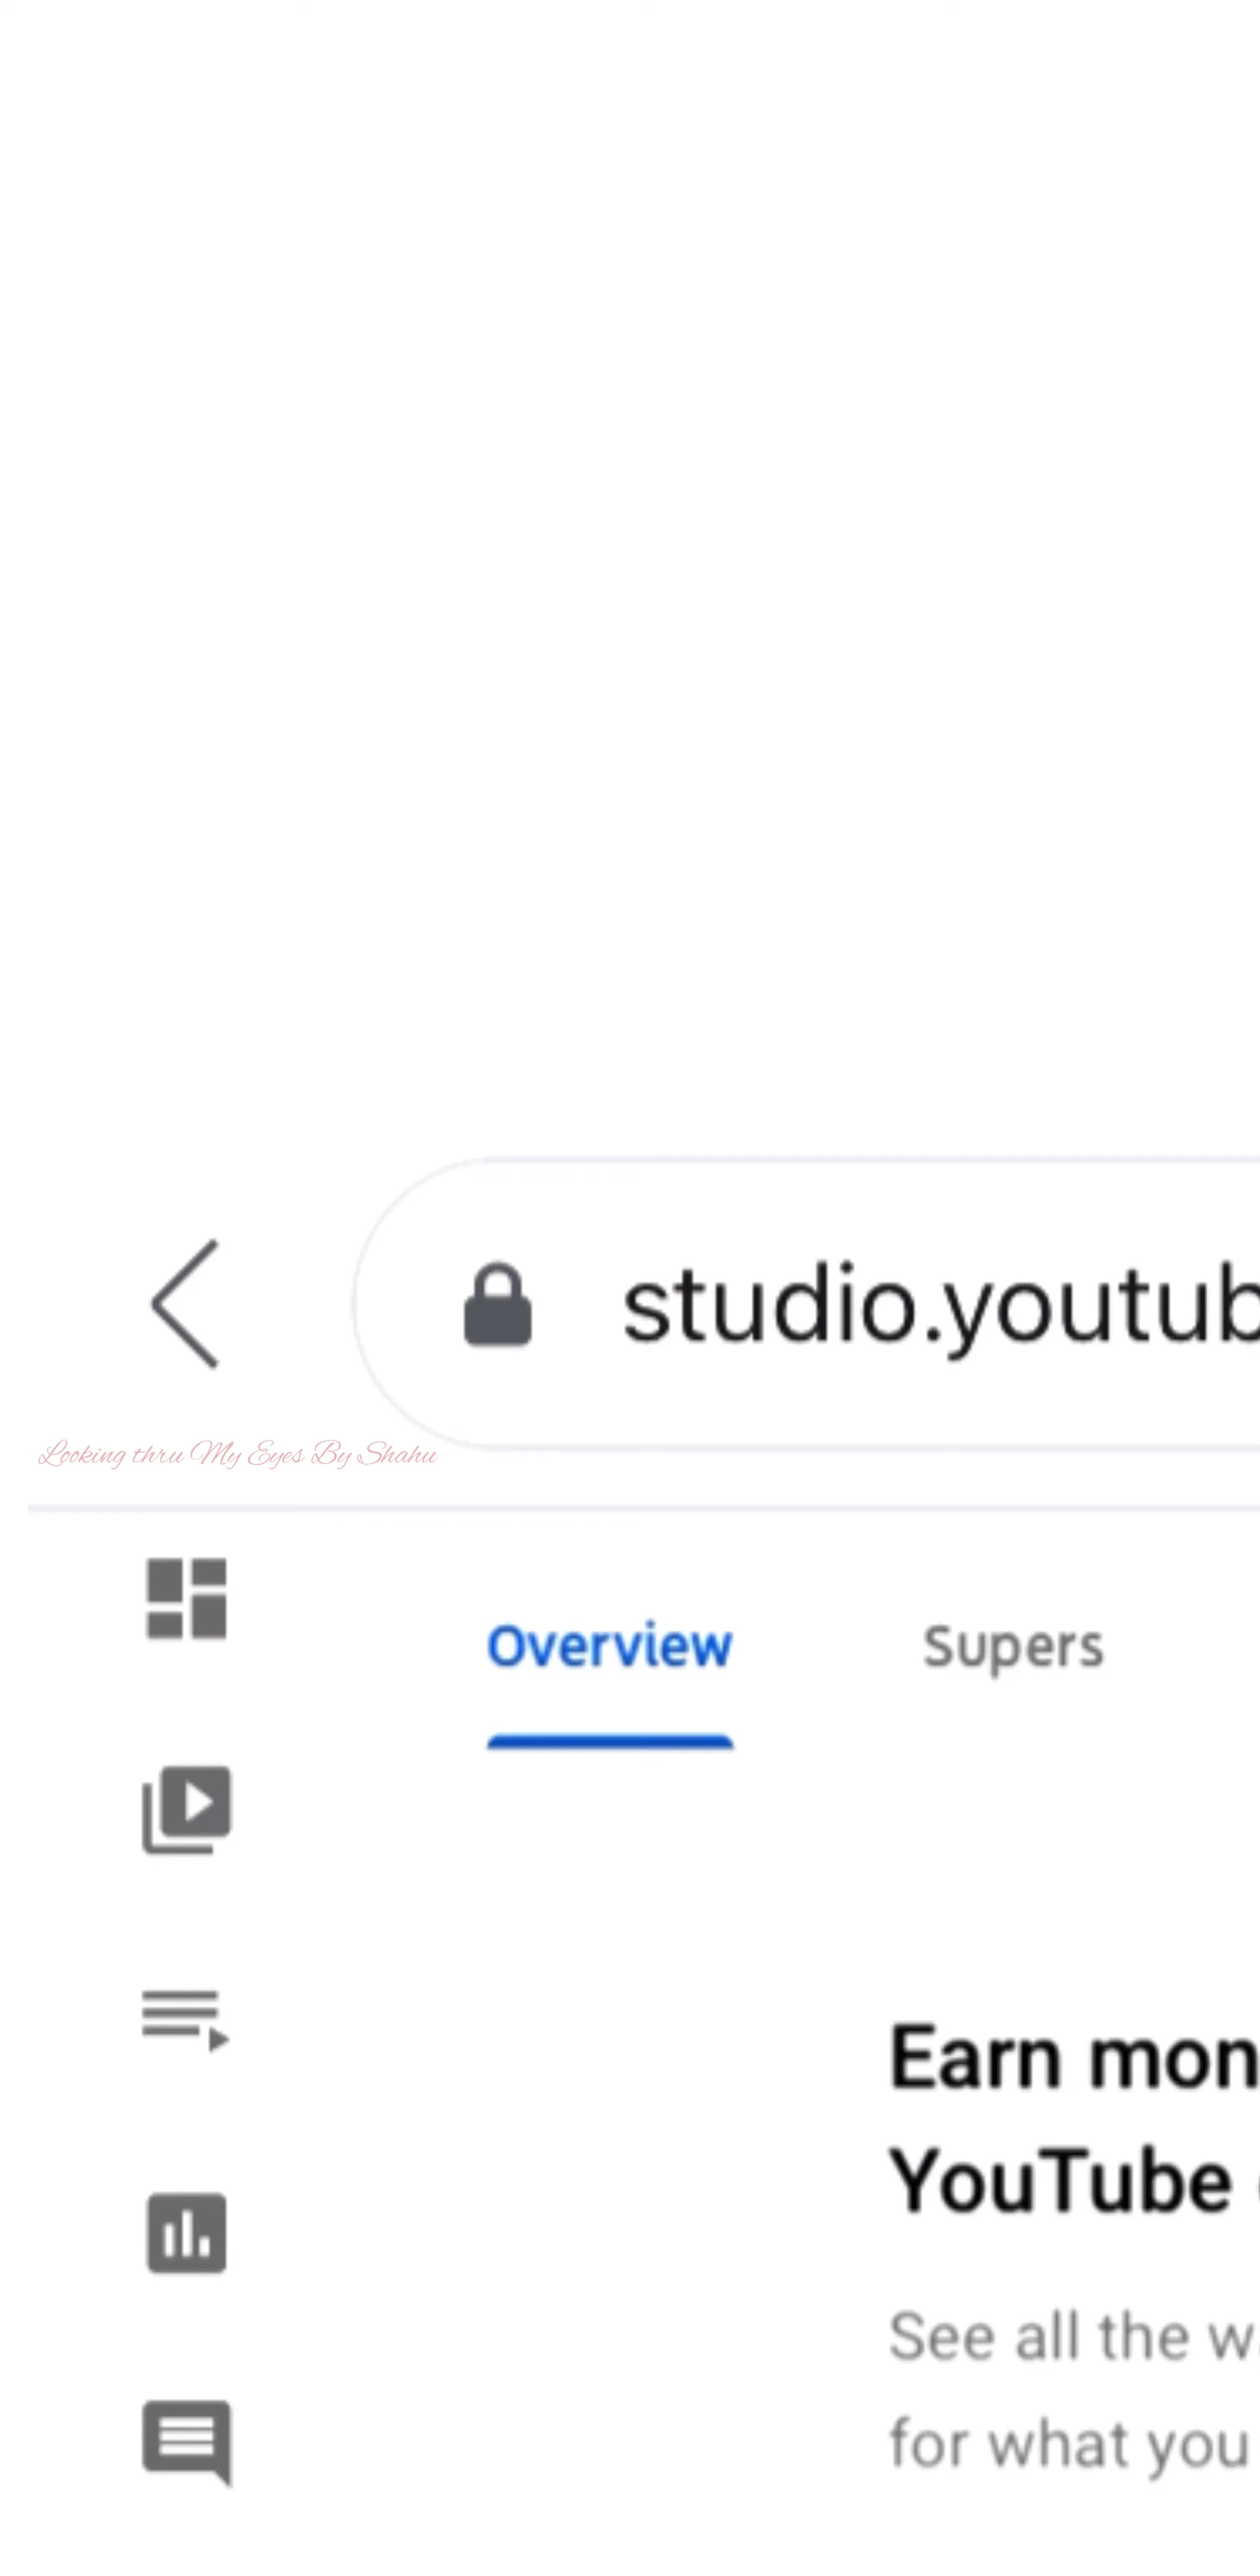 studio.youtub
Looking thru My Eyes By Shahu
Overview Supers
Earn mon
YouTube
See all the w
for what you